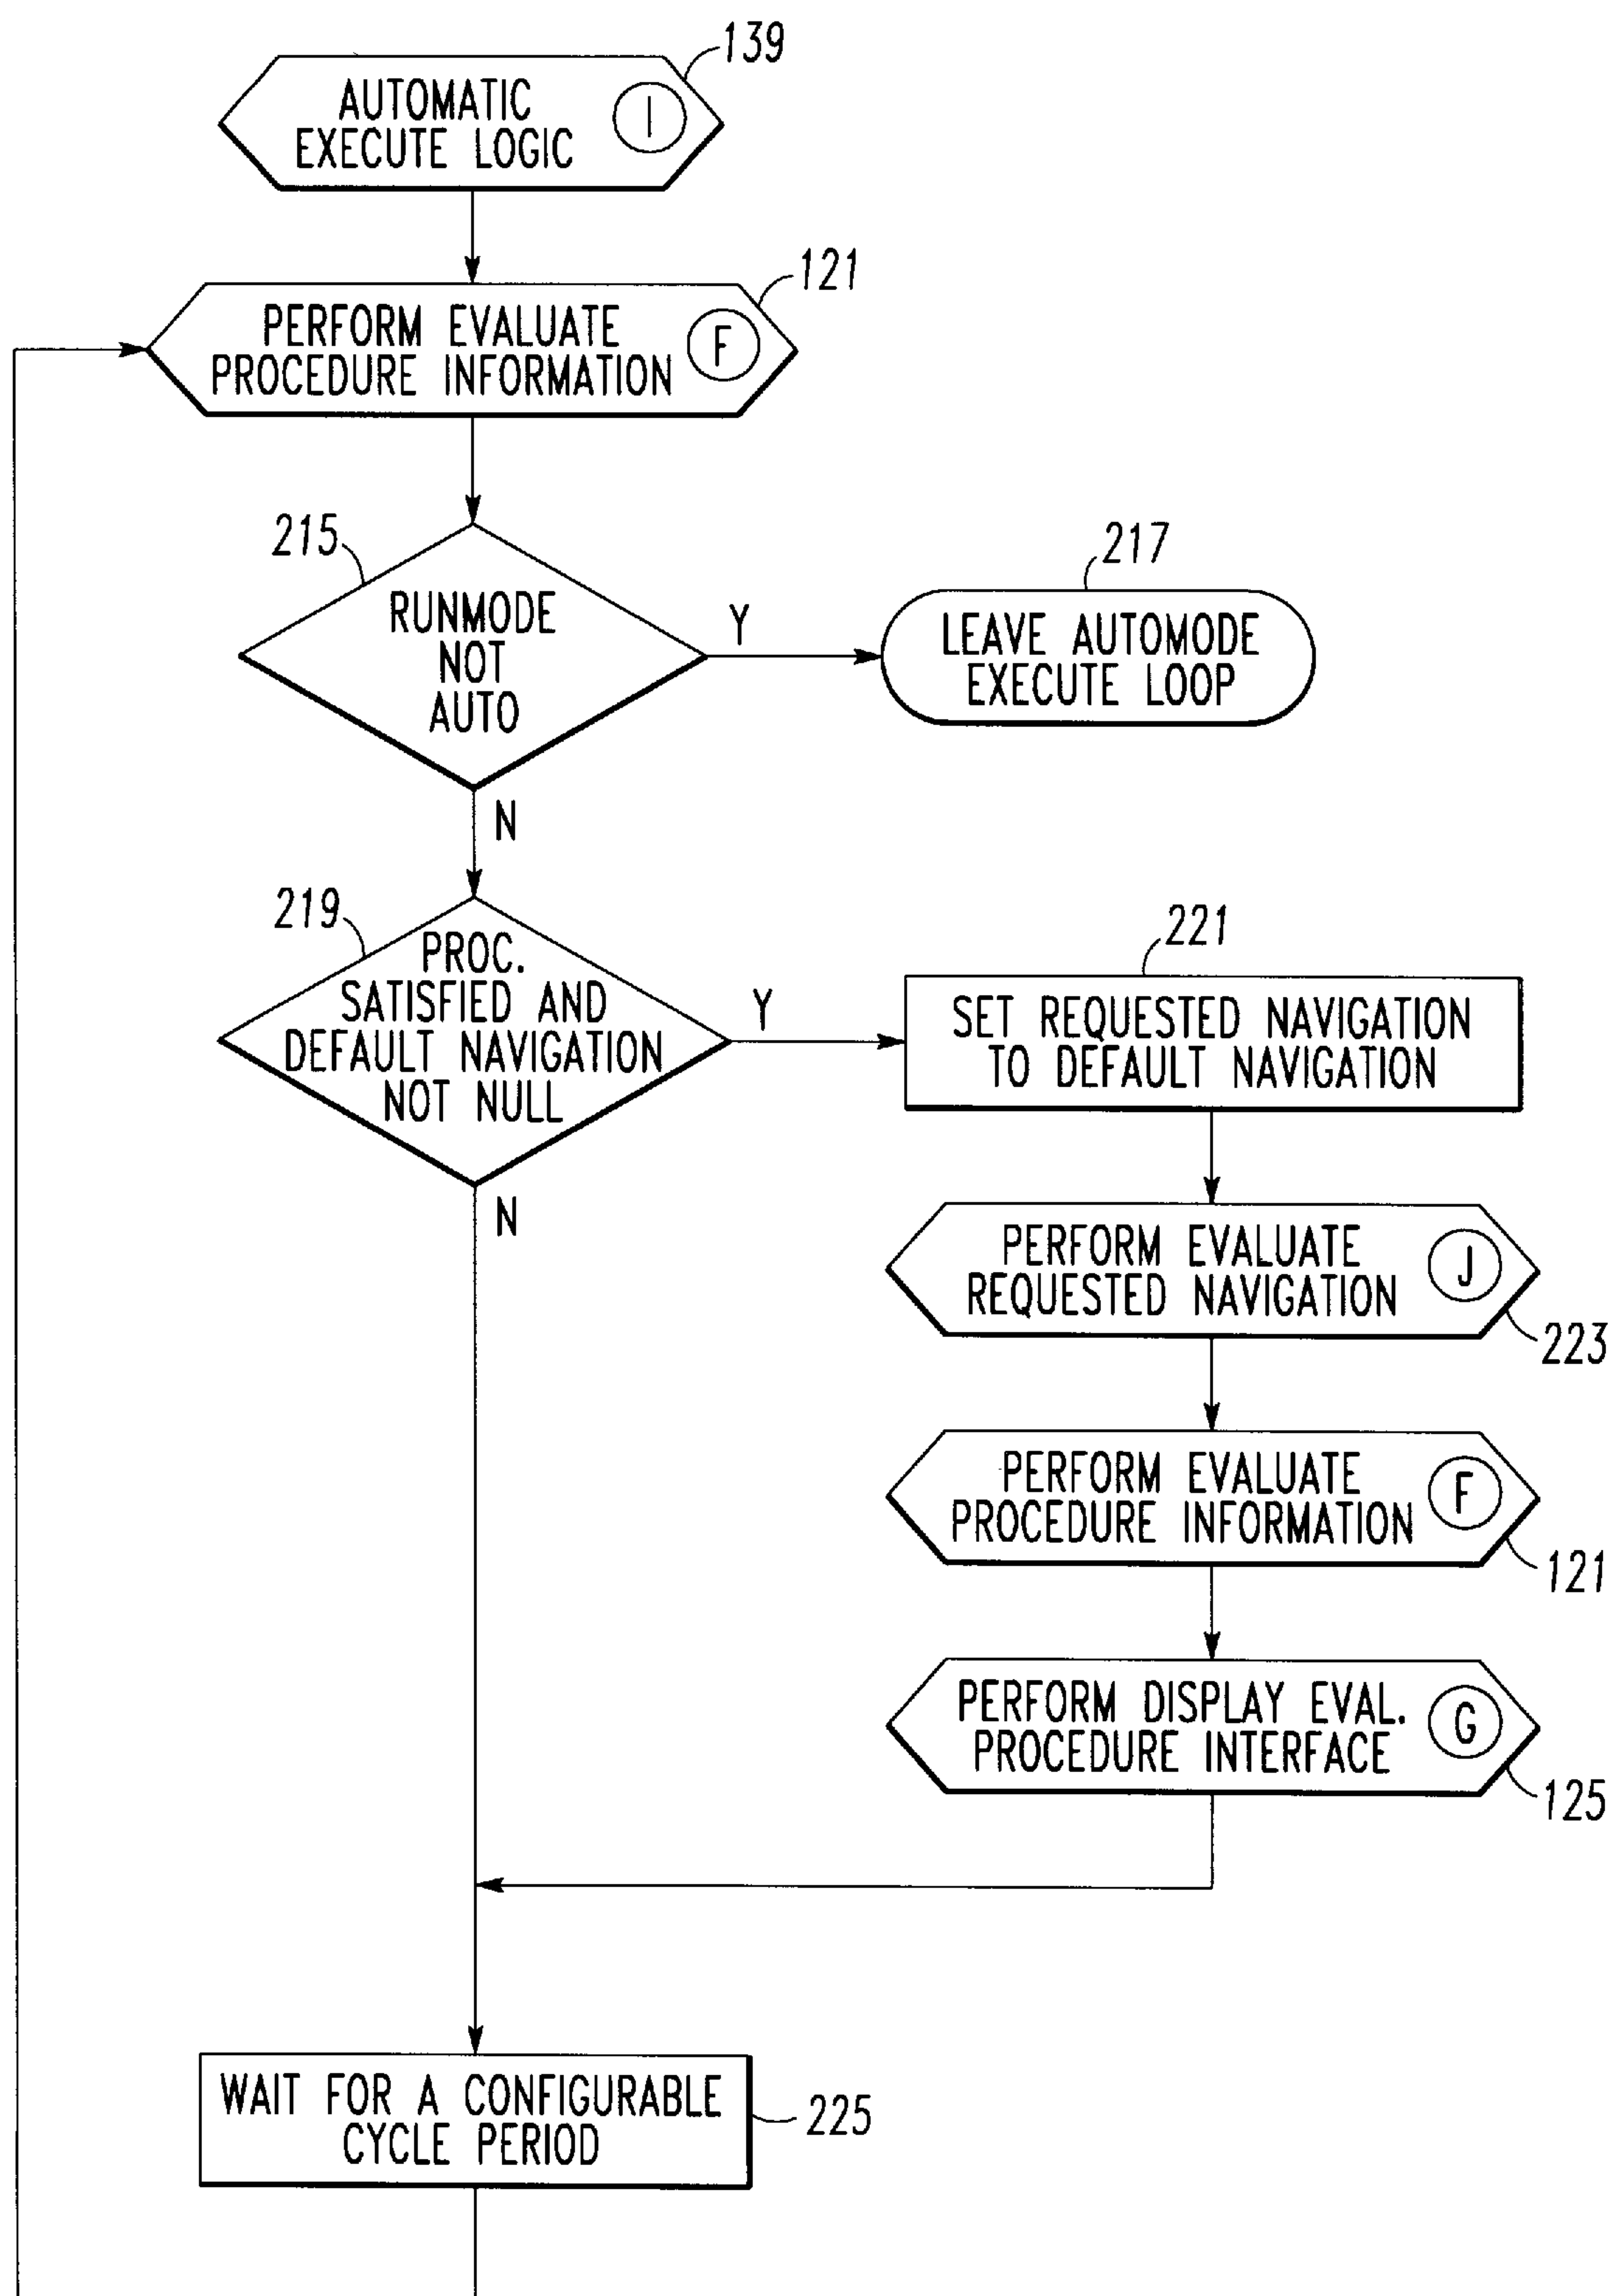 139
AUTOMATIC
EXECUTE LOGIC
I
121
PERFORM EVALUATE
PROCEDURE INFORMATION
F
215
RUNMODE
NOT
AUTO
Y
217
LEAVE AUTOMODE
EXECUTE LOOP
N
219
PROC.
SATISFIED AND
DEFAULT NAVIGATION
NOT NULL
Y
221
SET REQUESTED NAVIGATION
TO DEFAULT NAVIGATION
N
PERFORM EVALUATE
REQUESTED NAVIGATION
J
223
PERFORM EVALUATE
PROCEDURE INFORMATION
F
121
PERFORM DISPLAY EVAL.
PROCEDURE INTERFACE
G
125
WAIT FOR A CONFIGURABLE
CYCLE PERIOD
225